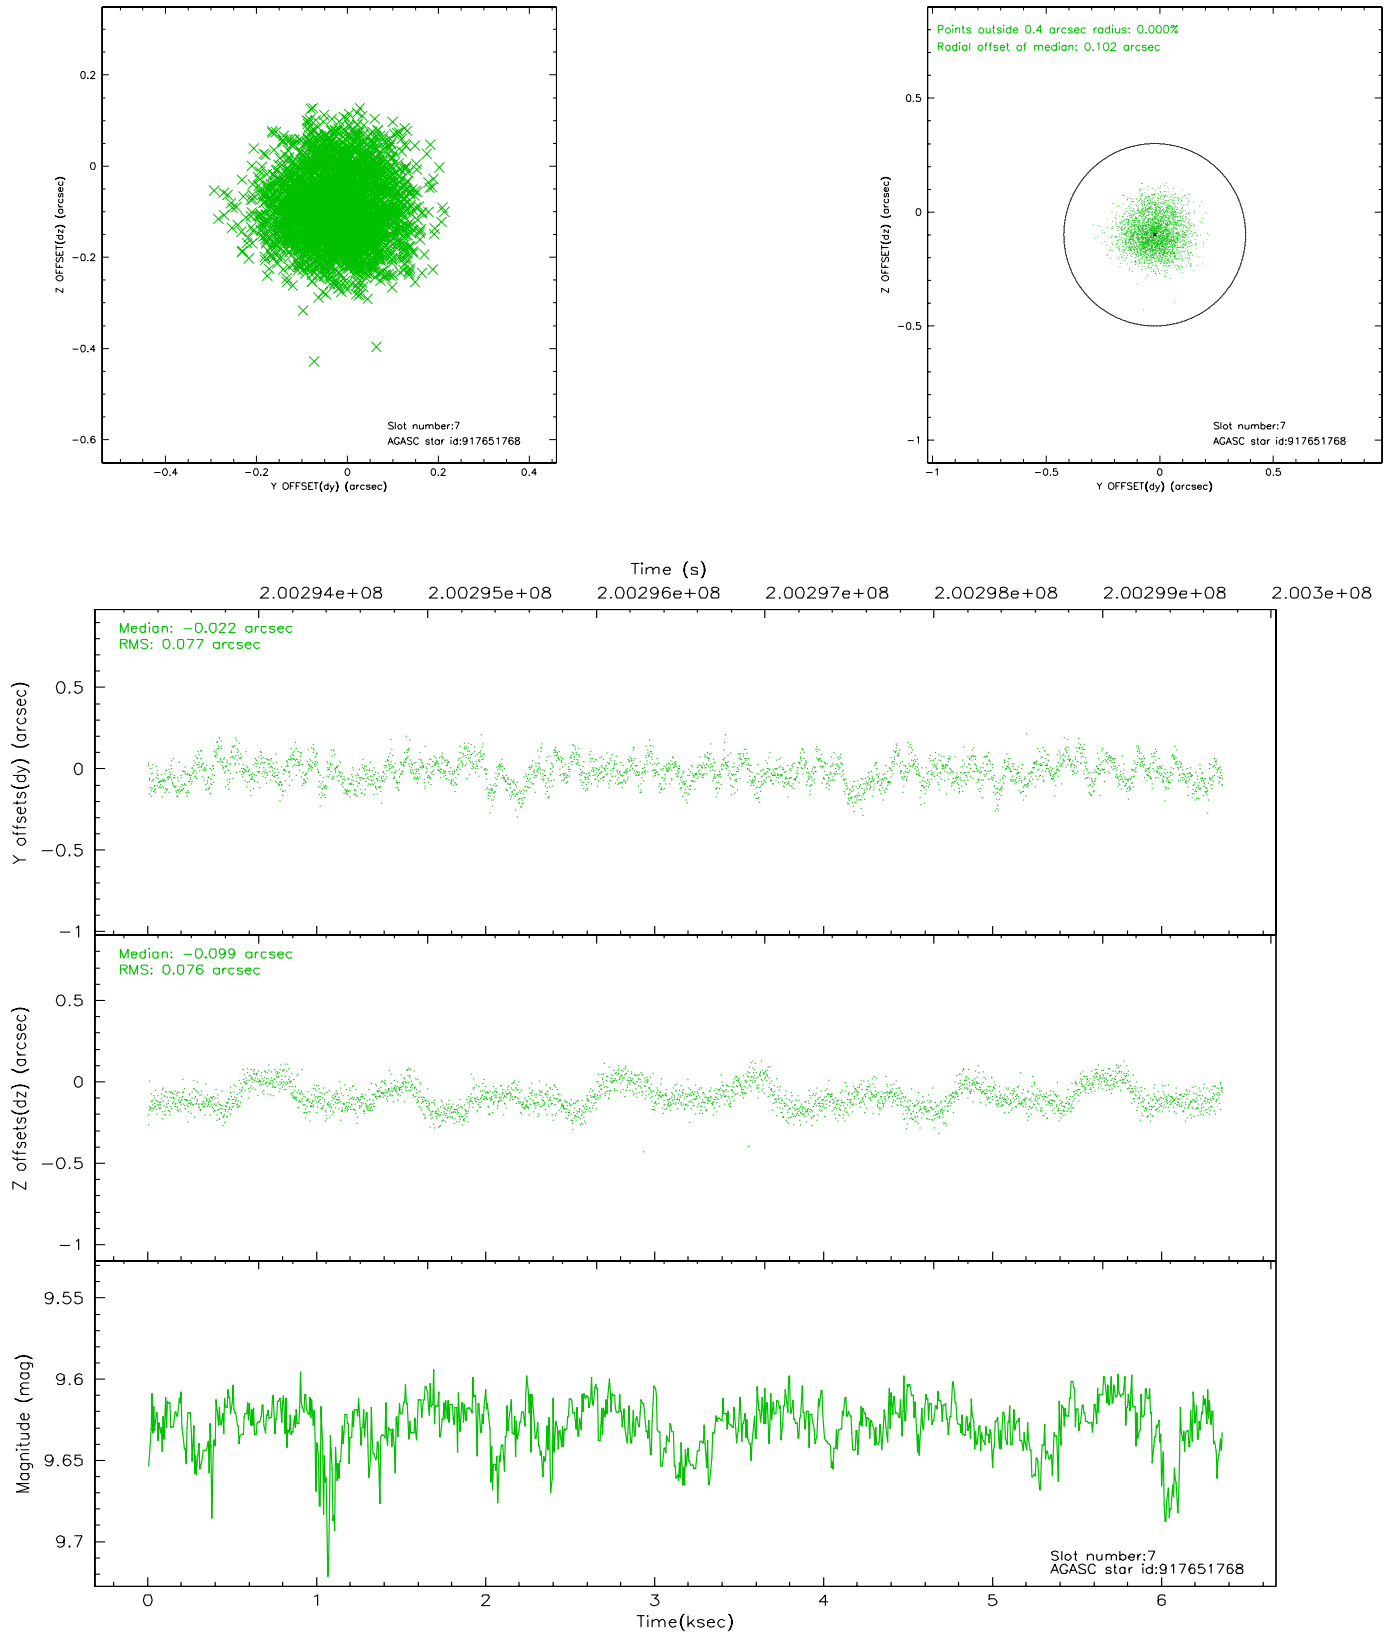 0.2
0
−0.2
−0.4
−0.6
Z OFFSET(dz) (arcsec)
Slot number:7
AGASC star id:917651768
−0.4 −0.2 0 0.2 0.4
Y OFFSET(dy) (arcsec)
Points outside 0.4 arcsec radius: 0.000%
Radial offset of median: 0.102 arcsec
0.5
0
−0.5
−1
Z OFFSET(dz) (arcsec)
Slot number:7
AGASC star id:917651768
−1 −0.5 0 0.5
Y OFFSET(dy) (arcsec)
Time (s)
2.00294e+08 2.00295e+08 2.00296e+08 2.00297e+08 2.00298e+08 2.00299e+08 2.003e+08
Median: −0.022 arcsec
RMS: 0.077 arcsec
0.5
0
−0.5
−1
Y offsets(dy) (arcsec)
Median: −0.099 arcsec
RMS: 0.076 arcsec
0.5
0
−0.5
−1
Z offsets(dz) (arcsec)
9.55
9.6
9.65
9.7
Magnitude (mag)
Slot number:7
AGASC star id:917651768
0 1 2 3 4 5 6
Time(ksec)